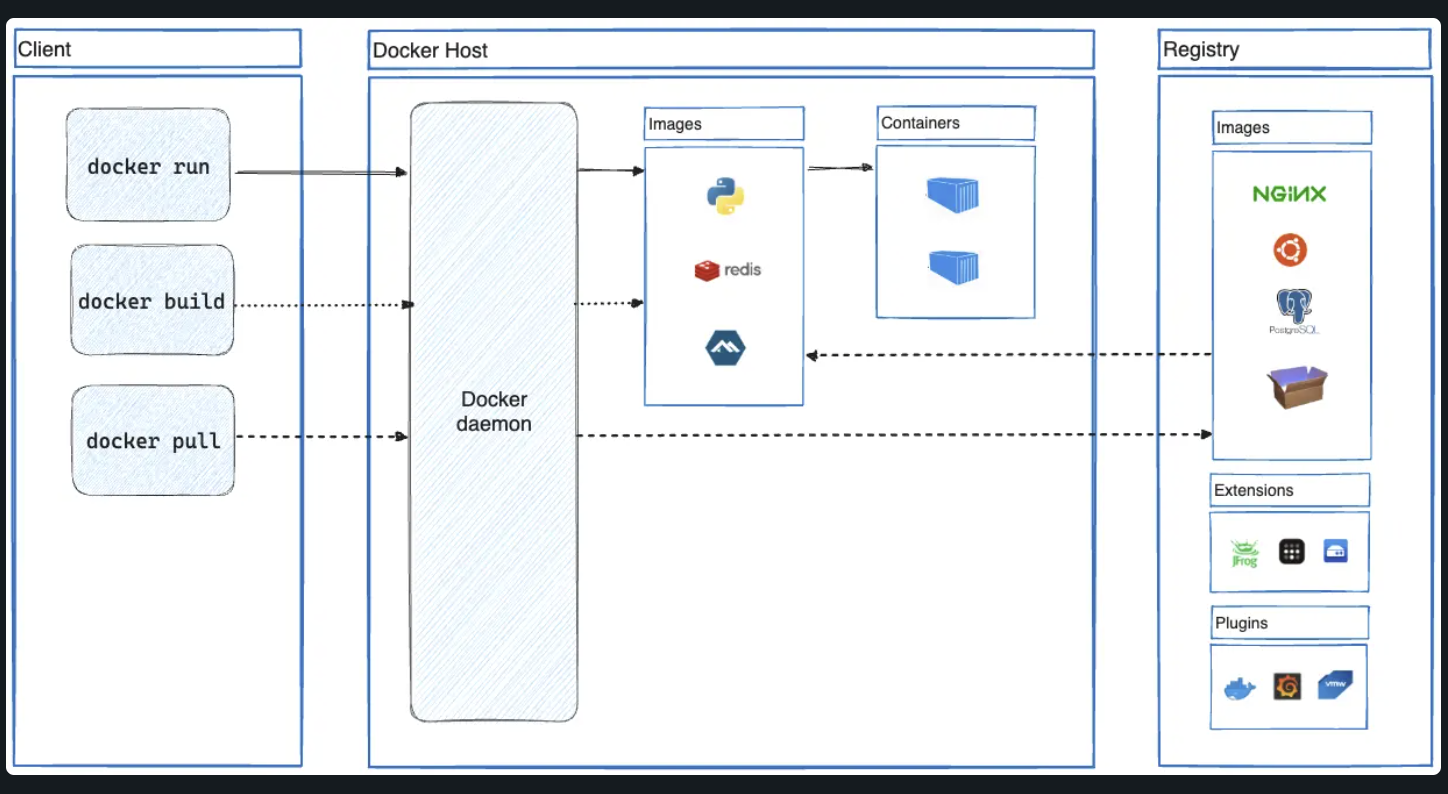 Client
docker run
docker build
docker pull
Docker Host
Docker
daemon
Images
redis
Containers
Registry
Images
NGINX
PostgreSQL
Extensions
jFrog
Plugins
vmw